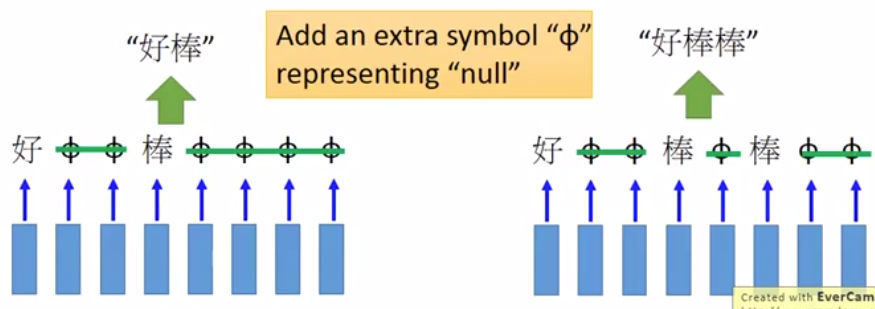 “好棒”
Add an extra symbol “ϕ”
representing “null”
“好棒棒”
好 ϕ ϕ 棒 ϕ ϕ ϕ ϕ
好 ϕ ϕ 棒 ϕ 棒 ϕ ϕ
Created with EverCam